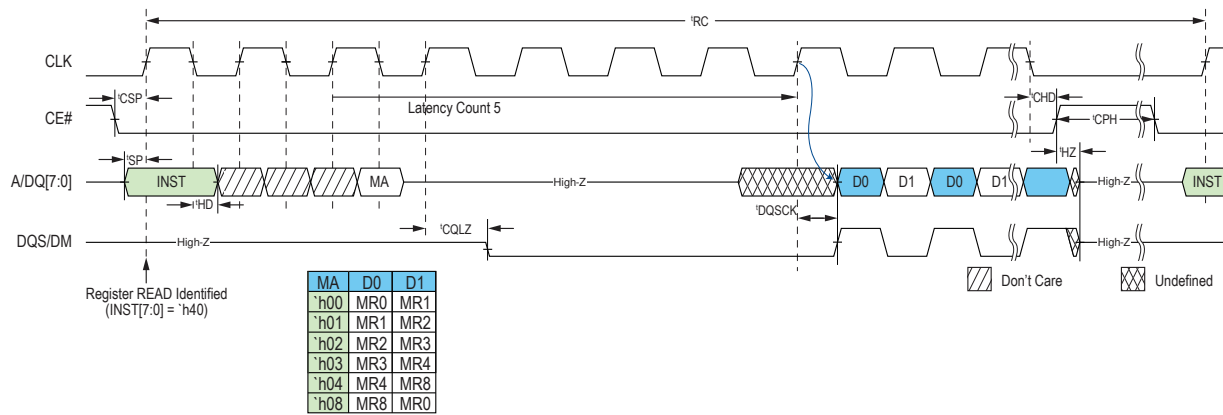 tRC
CLK
tCSP
Latency Count 5
tCHD
CE#
tCPH
tSP
tHZ
A/DQ[7:0]
INST
MA
High-Z
D0
D1
D0
D1
High-Z
INST
tHD
tDQSCK
tCQLZ
DQS/DM
High-Z
High-Z
Register READ Identified
(INST[7:0] = `h40)
Don't Care
Undefined
MA D0 D1
`h00 MR0 MR1
`h01 MR1 MR2
`h02 MR2 MR3
`h03 MR3 MR4
`h04 MR4 MR8
`h08 MR8 MR0